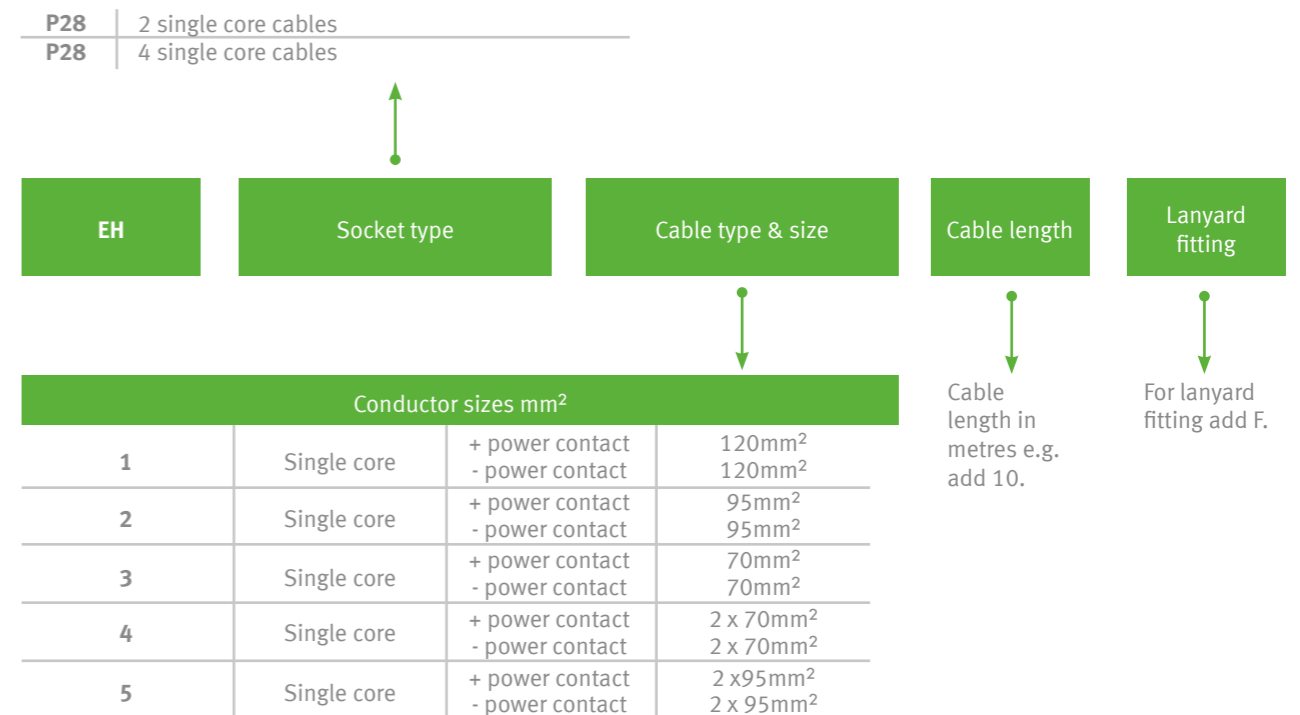 P28 2 single core cables
P28 4 single core cables
EH
Socket type
Cable type & size
Cable length
Lanyard
fitting
Conductor sizes mm²
1 Single core + power contact 120mm²
- power contact 120mm²
2 Single core + power contact 95mm²
- power contact 95mm²
3 Single core + power contact 70mm²
- power contact 70mm²
4 Single core + power contact 2 x 70mm²
- power contact 2 x 70mm²
5 Single core + power contact 2 x95mm²
- power contact 2 x 95mm²
Cable
length in
metres e.g.
add 10.
For lanyard
fitting add F.